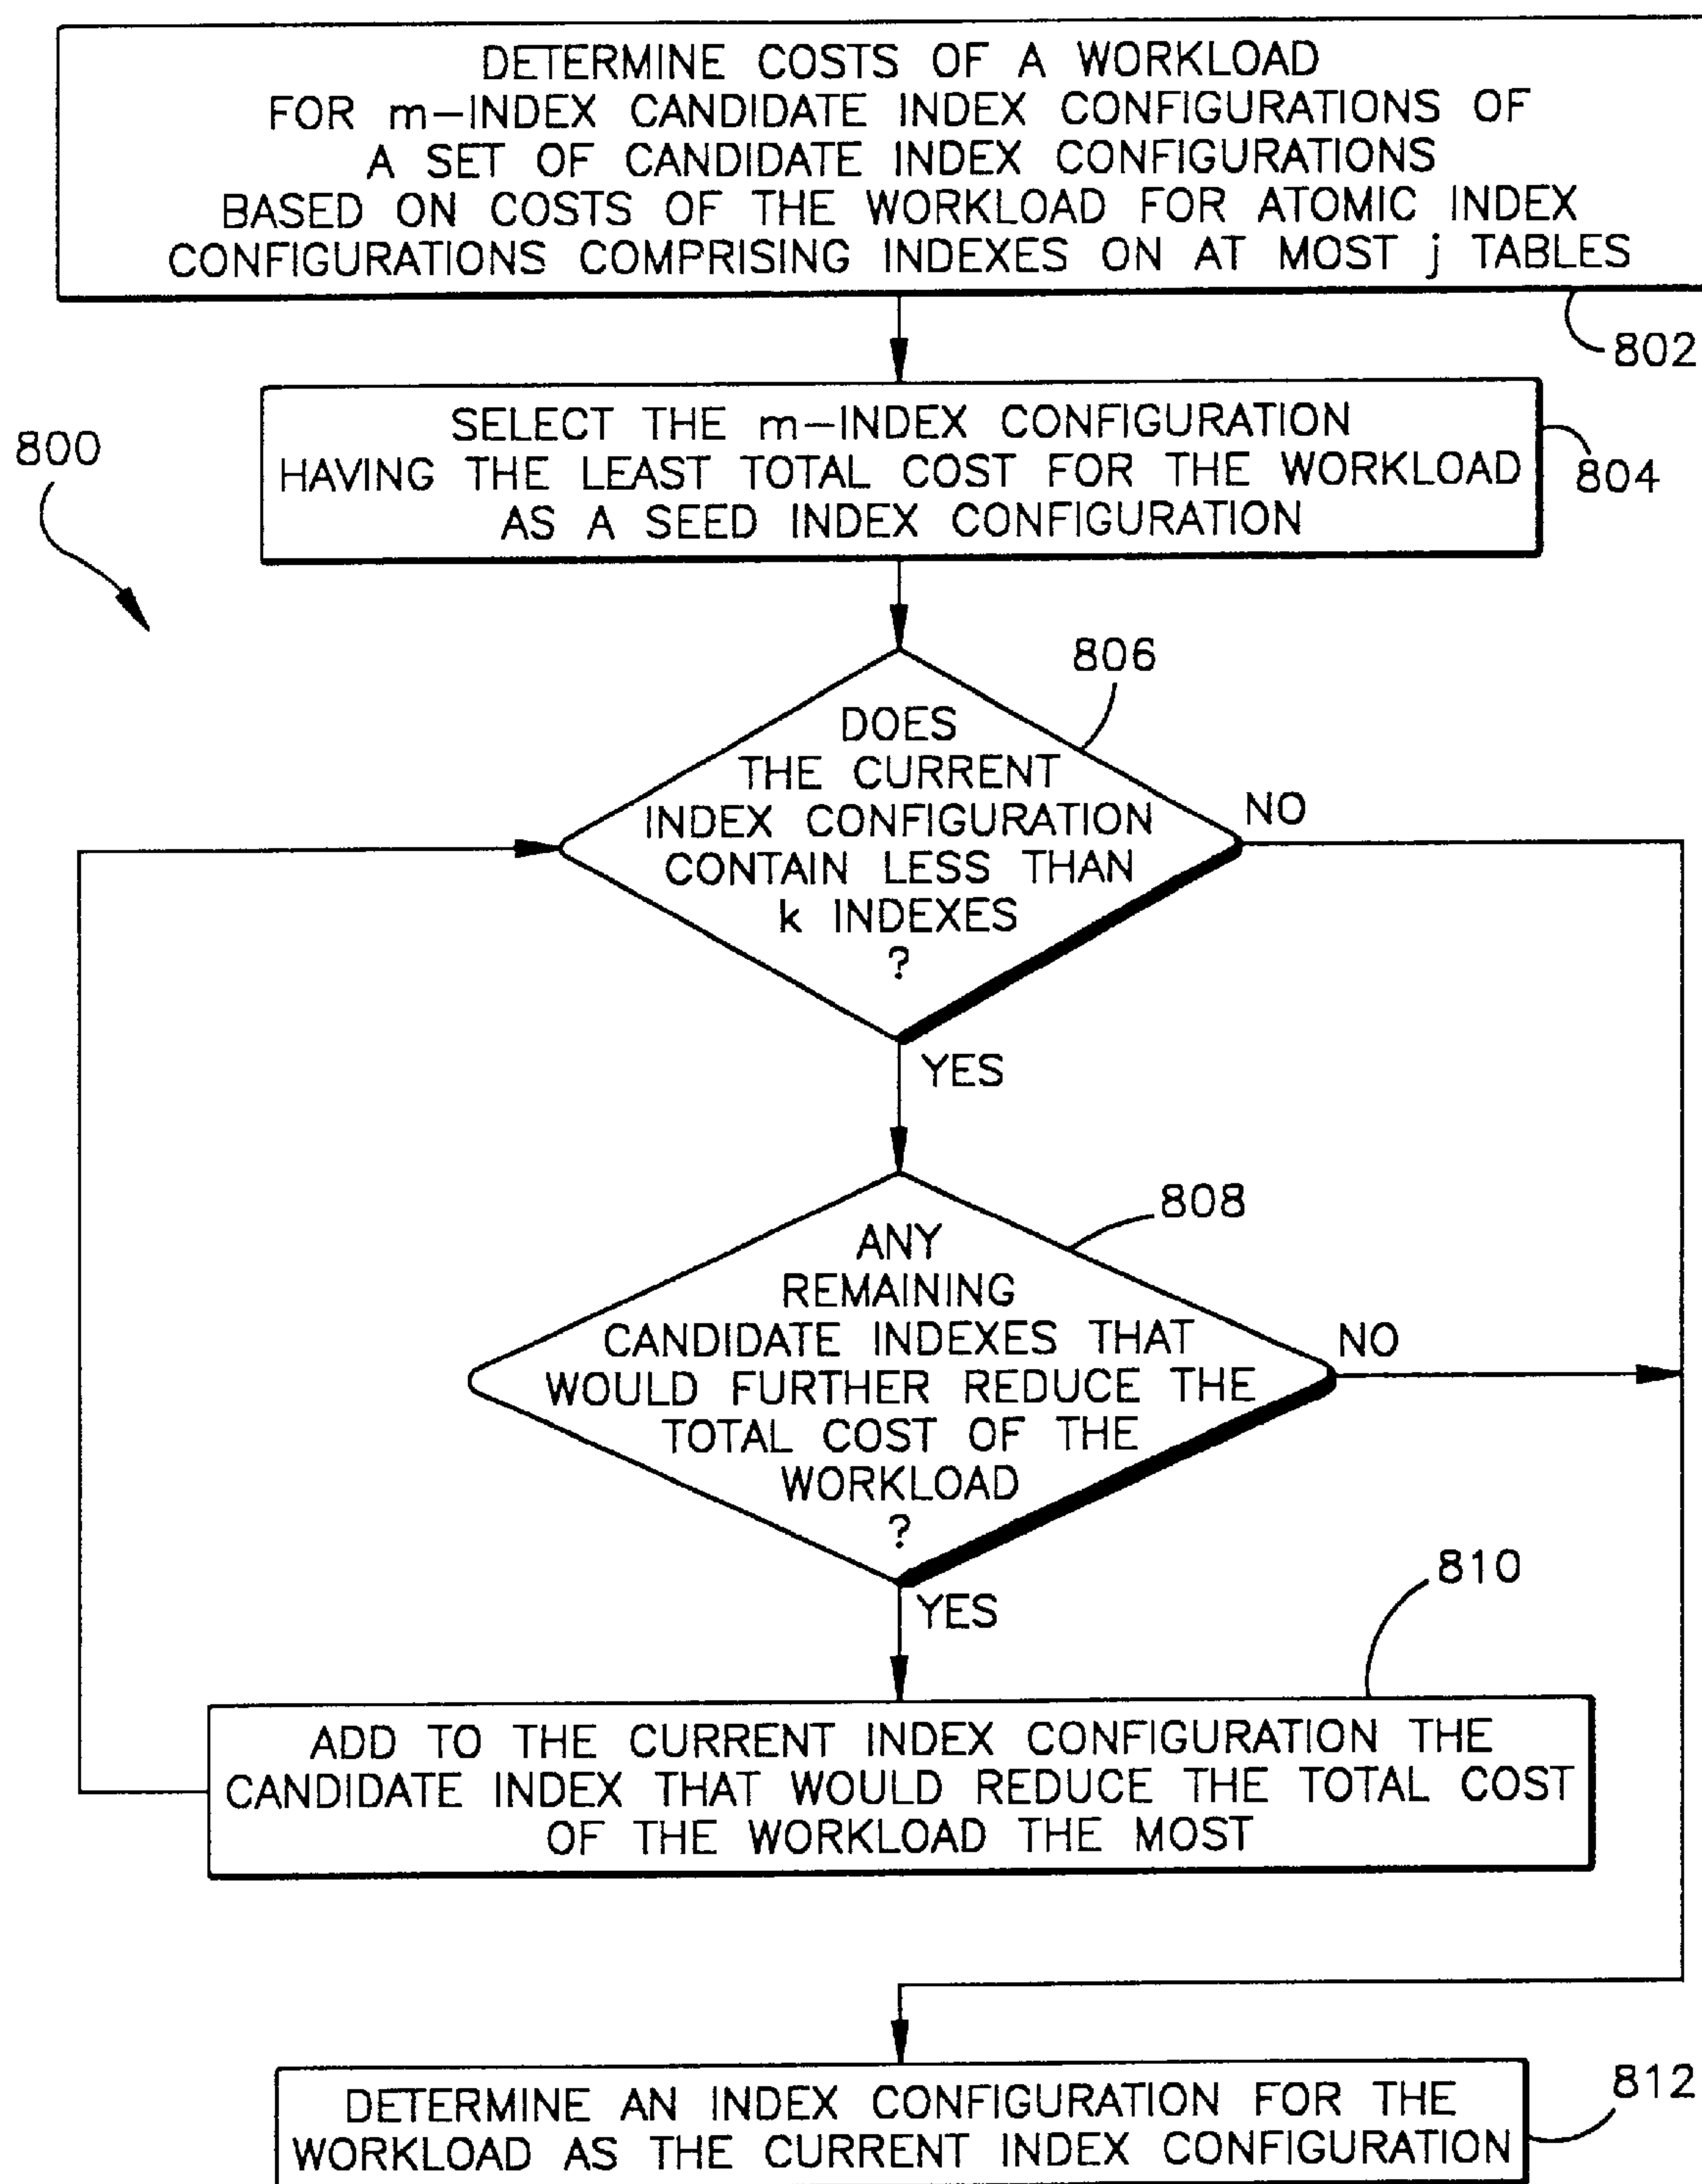 DETERMINE COSTS OF A WORKLOAD
FOR m-INDEX CANDIDATE INDEX CONFIGURATIONS OF
A SET OF CANDIDATE INDEX CONFIGURATIONS
BASED ON COSTS OF THE WORKLOAD FOR ATOMIC INDEX
CONFIGURATIONS COMPRISING INDEXES ON AT MOST j TABLES
802
SELECT THE m-INDEX CONFIGURATION
HAVING THE LEAST TOTAL COST FOR THE WORKLOAD
AS A SEED INDEX CONFIGURATION
804
800
806
DOES
THE CURRENT
INDEX CONFIGURATION
CONTAIN LESS THAN
k INDEXES
?
NO
YES
808
ANY
REMAINING
CANDIDATE INDEXES THAT
WOULD FURTHER REDUCE THE
TOTAL COST OF THE
WORKLOAD
?
NO
YES
810
ADD TO THE CURRENT INDEX CONFIGURATION THE
CANDIDATE INDEX THAT WOULD REDUCE THE TOTAL COST
OF THE WORKLOAD THE MOST
DETERMINE AN INDEX CONFIGURATION FOR THE
WORKLOAD AS THE CURRENT INDEX CONFIGURATION
812